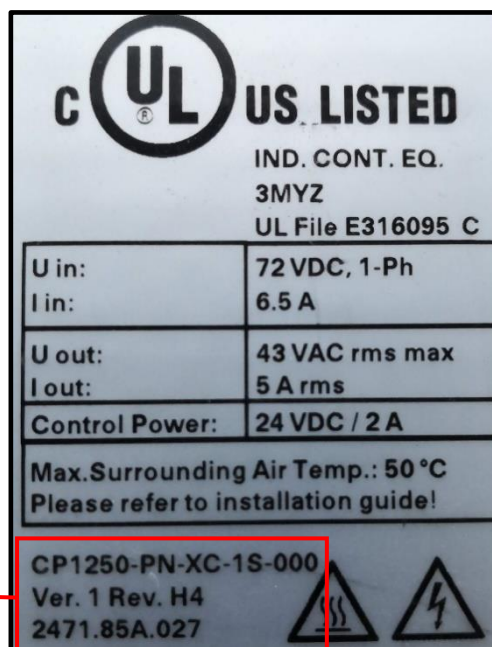 C UL ® US LISTED
IND. CONT. EQ.
3MYZ
UL File E316095 C
U in: 72 VDC, 1-Ph
I in: 6.5 A
U out: 43 VAC rms max
I out: 5 A rms
Control Power: 24 VDC / 2 A
Max.Surrounding Air Temp.: 50 °C
Please refer to installation guide!
CP1250-PN-XC-1S-000
Ver. 1 Rev. H4
2471.85A.027